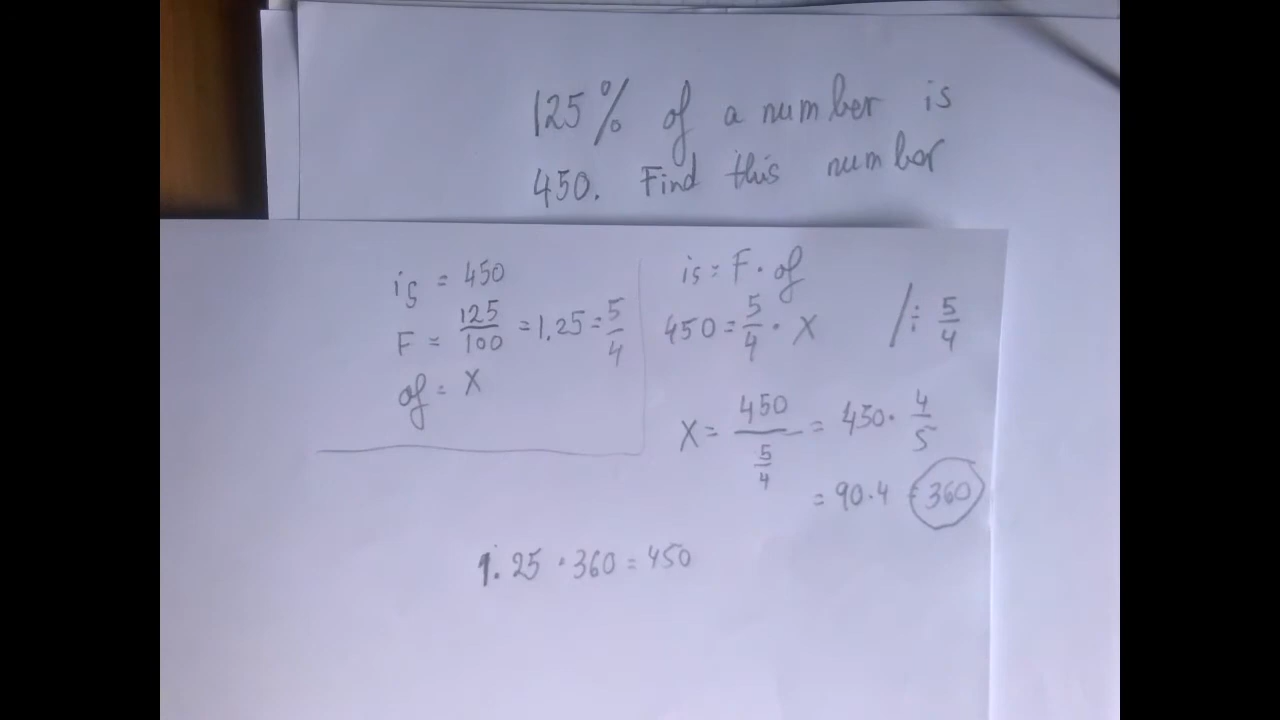 125% of a number is
450. Find this number
is = 450
F = 125/100 = 1.25 = 5/4
of = X
is = F · of
450 = 5/4 · X /÷ 5/4
X = 450/(5/4) = 450 · 4/5
= 90 · 4 = 360
1.25 · 360 = 450